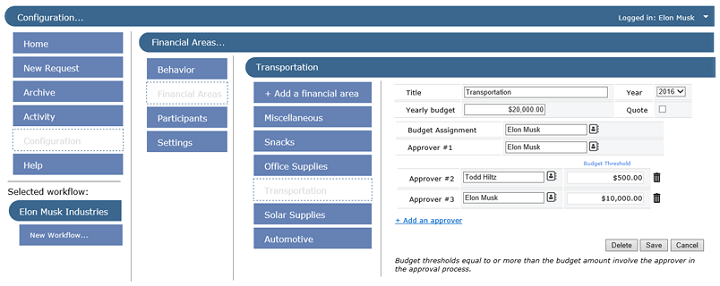 Configuration...
Logged in: Elon Musk
Home
New Request
Archive
Activity
Configuration
Help
Selected workflow:
Elon Musk Industries
New Workflow...
Financial Areas...
Behavior
Financial Areas
Participants
Settings
Transportation
+ Add a financial area
Miscellaneous
Snacks
Office Supplies
Transportation
Solar Supplies
Automotive
Title Transportation Year 2016
Yearly budget $20,000.00 Quote
Budget Assignment Elon Musk
Approver #1 Elon Musk
Budget Threshold
Approver #2 Todd Hiltz $500.00
Approver #3 Elon Musk $10,000.00
+ Add an approver
Delete Save Cancel
Budget thresholds equal to or more than the budget amount involve the approver in
the approval process.